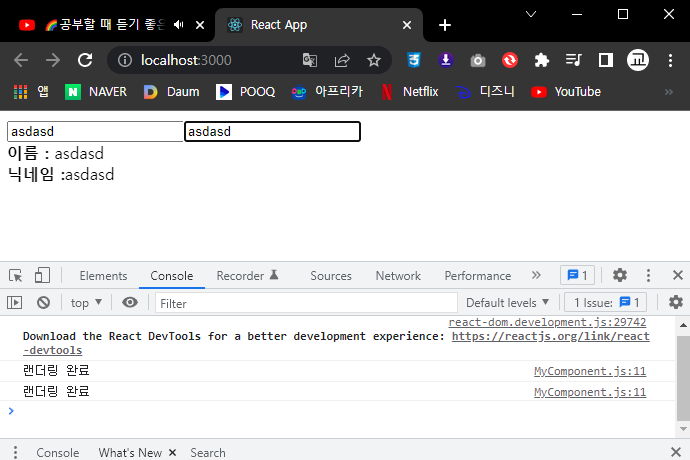 🌈공부할 때 듣기 좋은
React App
localhost:3000
앱 NAVER Daum POOQ 아프리카 Netflix 디즈니 YouTube »
asdasd asdasd
이름 : asdasd
닉네임 :asdasd
Elements Console Recorder Sources Network Performance » 1
top Filter Default levels 1 Issue: 1
react-dom.development.js:29742
Download the React DevTools for a better development experience: https://reactjs.org/link/react
-devtools
랜더링 완료 MyComponent.js:11
랜더링 완료 MyComponent.js:11
>
Console What's New Search